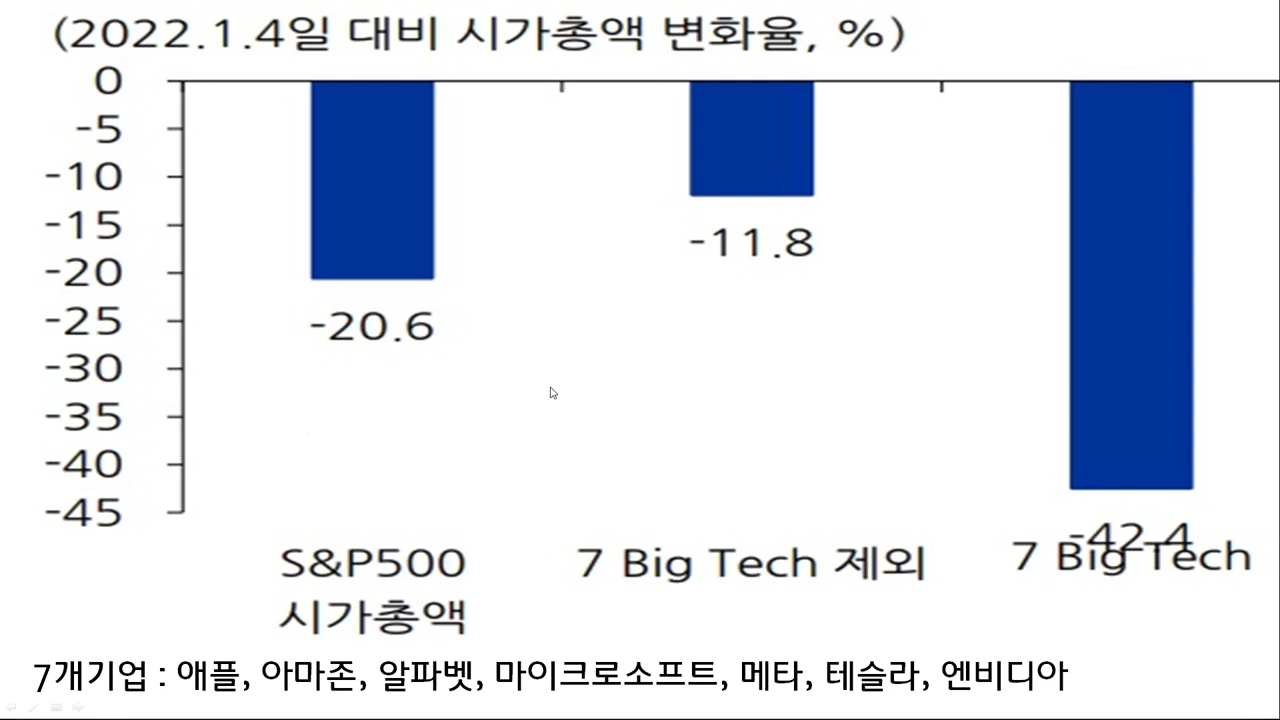 (2022.1.4일 대비 시가총액 변화율, %)
0
-5
-10
-15
-20
-25
-30
-35
-40
-45
-20.6
-11.8
-42.4
S&P500
시가총액
7 Big Tech 제외
7 Big Tech
7개기업 : 애플, 아마존, 알파벳, 마이크로소프트, 메타, 테슬라, 엔비디아